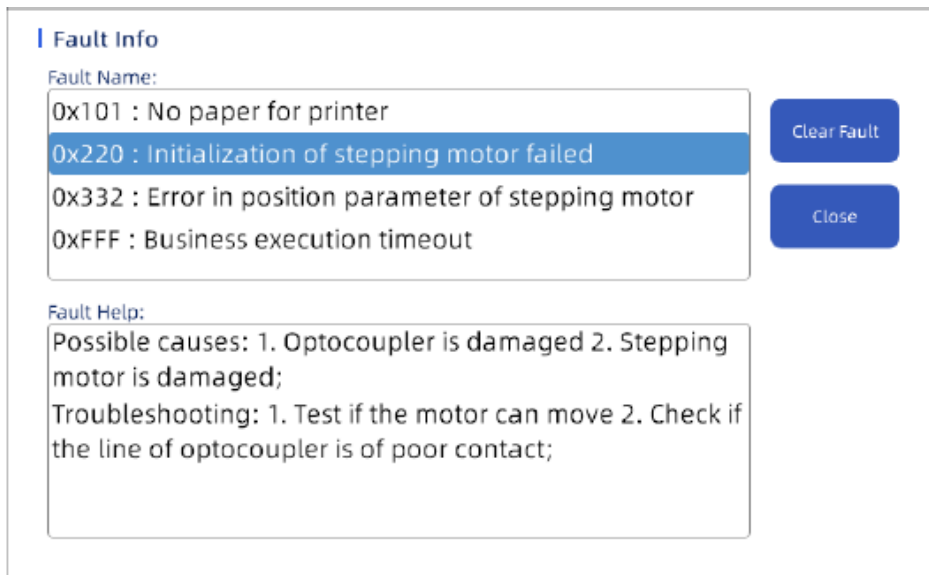 Fault Info
Fault Name:
0x101 : No paper for printer
0x220 : Initialization of stepping motor failed
0x332 : Error in position parameter of stepping motor
0xFFF : Business execution timeout
Clear Fault
Close
Fault Help:
Possible causes: 1. Optocoupler is damaged 2. Stepping
motor is damaged;
Troubleshooting: 1. Test if the motor can move 2. Check if
the line of optocoupler is of poor contact;